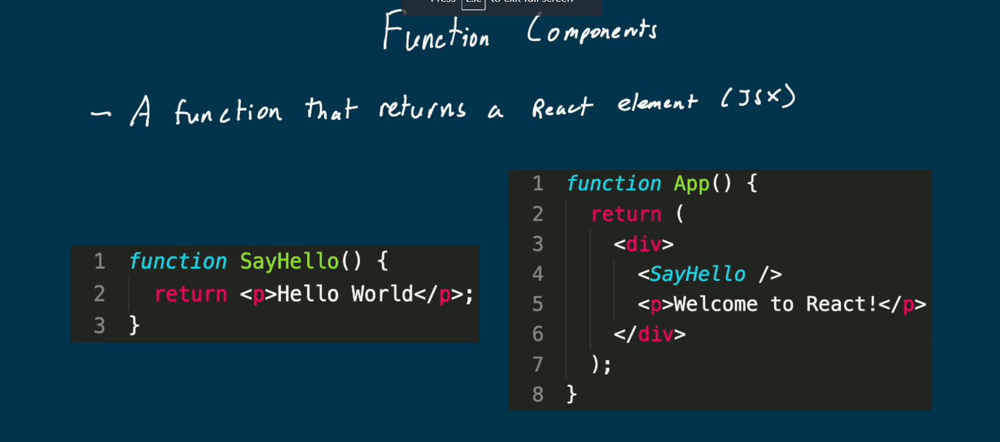 Press Esc to exit full screen
Function Components
- A function that returns a React element (JSX)
1 function SayHello() {
2 return <p>Hello World</p>;
3 }
1 function App() {
2 return (
3 <div>
4 <SayHello />
5 <p>Welcome to React!</p>
6 </div>
7 );
8 }